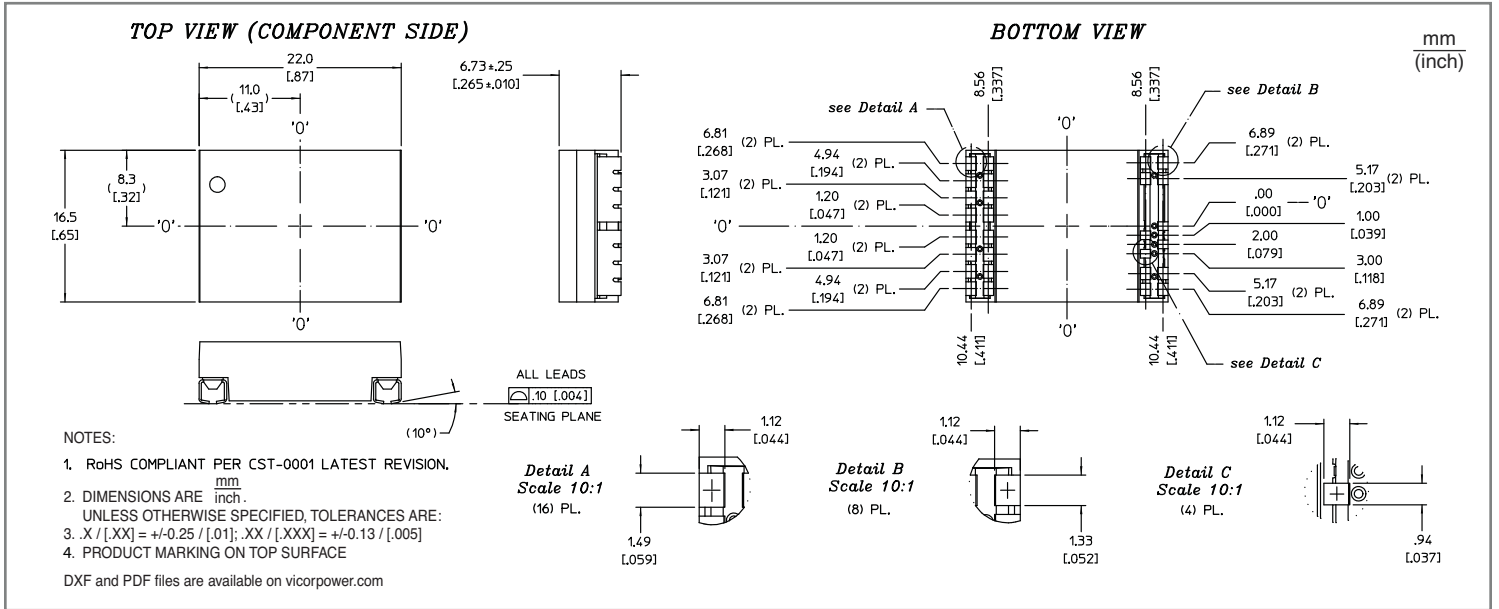 TOP VIEW (COMPONENT SIDE)
22.0
[.87]
11.0
( [.43] )
'0'
8.3
( [.32] )
16.5
[.65]
'0'
'0'
'0'
6.73±.25
[.265±.010]
BOTTOM VIEW
mm
(inch)
8.56
[.337]
8.56
[.337]
see Detail A
see Detail B
'0'
6.81
[.268] (2) PL.
4.94
[.194] (2) PL.
3.07
[.121] (2) PL.
1.20
[.047] (2) PL.
'0'
1.20
[.047] (2) PL.
3.07
[.121] (2) PL.
4.94
[.194] (2) PL.
6.81
[.268] (2) PL.
6.89
[.271] (2) PL.
5.17
[.203] (2) PL.
.00
[.000] '0'
1.00
[.039]
2.00
[.079]
3.00
[.118]
5.17
[.203] (2) PL.
6.89
[.271] (2) PL.
'0'
10.44
[.411]
10.44
[.411]
see Detail C
ALL LEADS
.10 [.004]
SEATING PLANE
(10°)
NOTES:
1. RoHS COMPLIANT PER CST-0001 LATEST REVISION.
2. DIMENSIONS ARE mm
inch.
UNLESS OTHERWISE SPECIFIED, TOLERANCES ARE:
3. .X / [.XX] = +/-0.25 / [.01]; .XX / [.XXX] = +/-0.13 / [.005]
4. PRODUCT MARKING ON TOP SURFACE
DXF and PDF files are available on vicorpower.com
Detail A
Scale 10:1
(16) PL.
1.12
[.044]
1.49
[.059]
Detail B
Scale 10:1
(8) PL.
1.12
[.044]
1.33
[.052]
Detail C
Scale 10:1
(4) PL.
1.12
[.044]
.94
[.037]